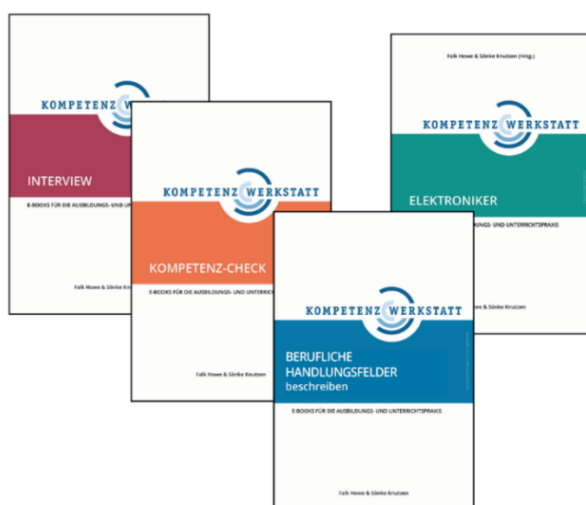 KOMPETENZ WERKSTATT
INTERVIEW
E-BOOKS FÜR DIE AUSBILDUNGS- UND
Falk Howe & Sönke Knutzen
KOMPETENZ WERKSTATT
KOMPETENZ-CHECK
E-BOOKS FÜR DIE AUSBILDUNGS- UND UNTERRICH
Falk Howe & Sönke Knutzen
Falk Howe & Sönke Knutzen (Hrsg.)
KOMPETENZ WERKSTATT
ELEKTRONIKER
UNGS- UND UNTERRICHTSPRAXIS
Howe & Sönke Knutzen
KOMPETENZ WERKSTATT
BERUFLICHE
HANDLUNGSFELDER
beschreiben
E-BOOKS FÜR DIE AUSBILDUNGS- UND UNTERRICHTSPRAXIS
Falk Howe & Sönke Knutzen